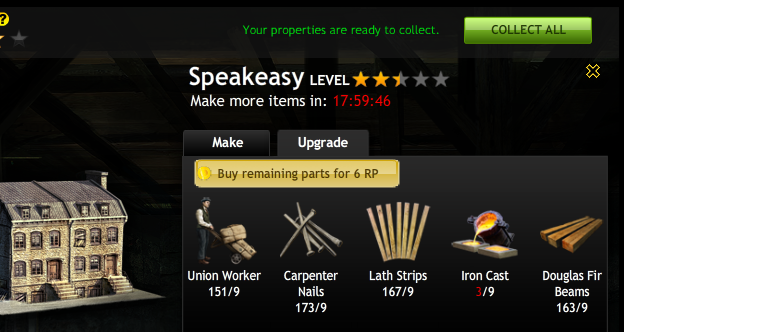 ?
Your properties are ready to collect.
COLLECT ALL
Speakeasy LEVEL
Make more items in: 17:59:46
Make
Upgrade
Buy remaining parts for 6 RP
Union Worker
151/9
Carpenter
Nails
173/9
Lath Strips
167/9
Iron Cast
3/9
Douglas Fir
Beams
163/9